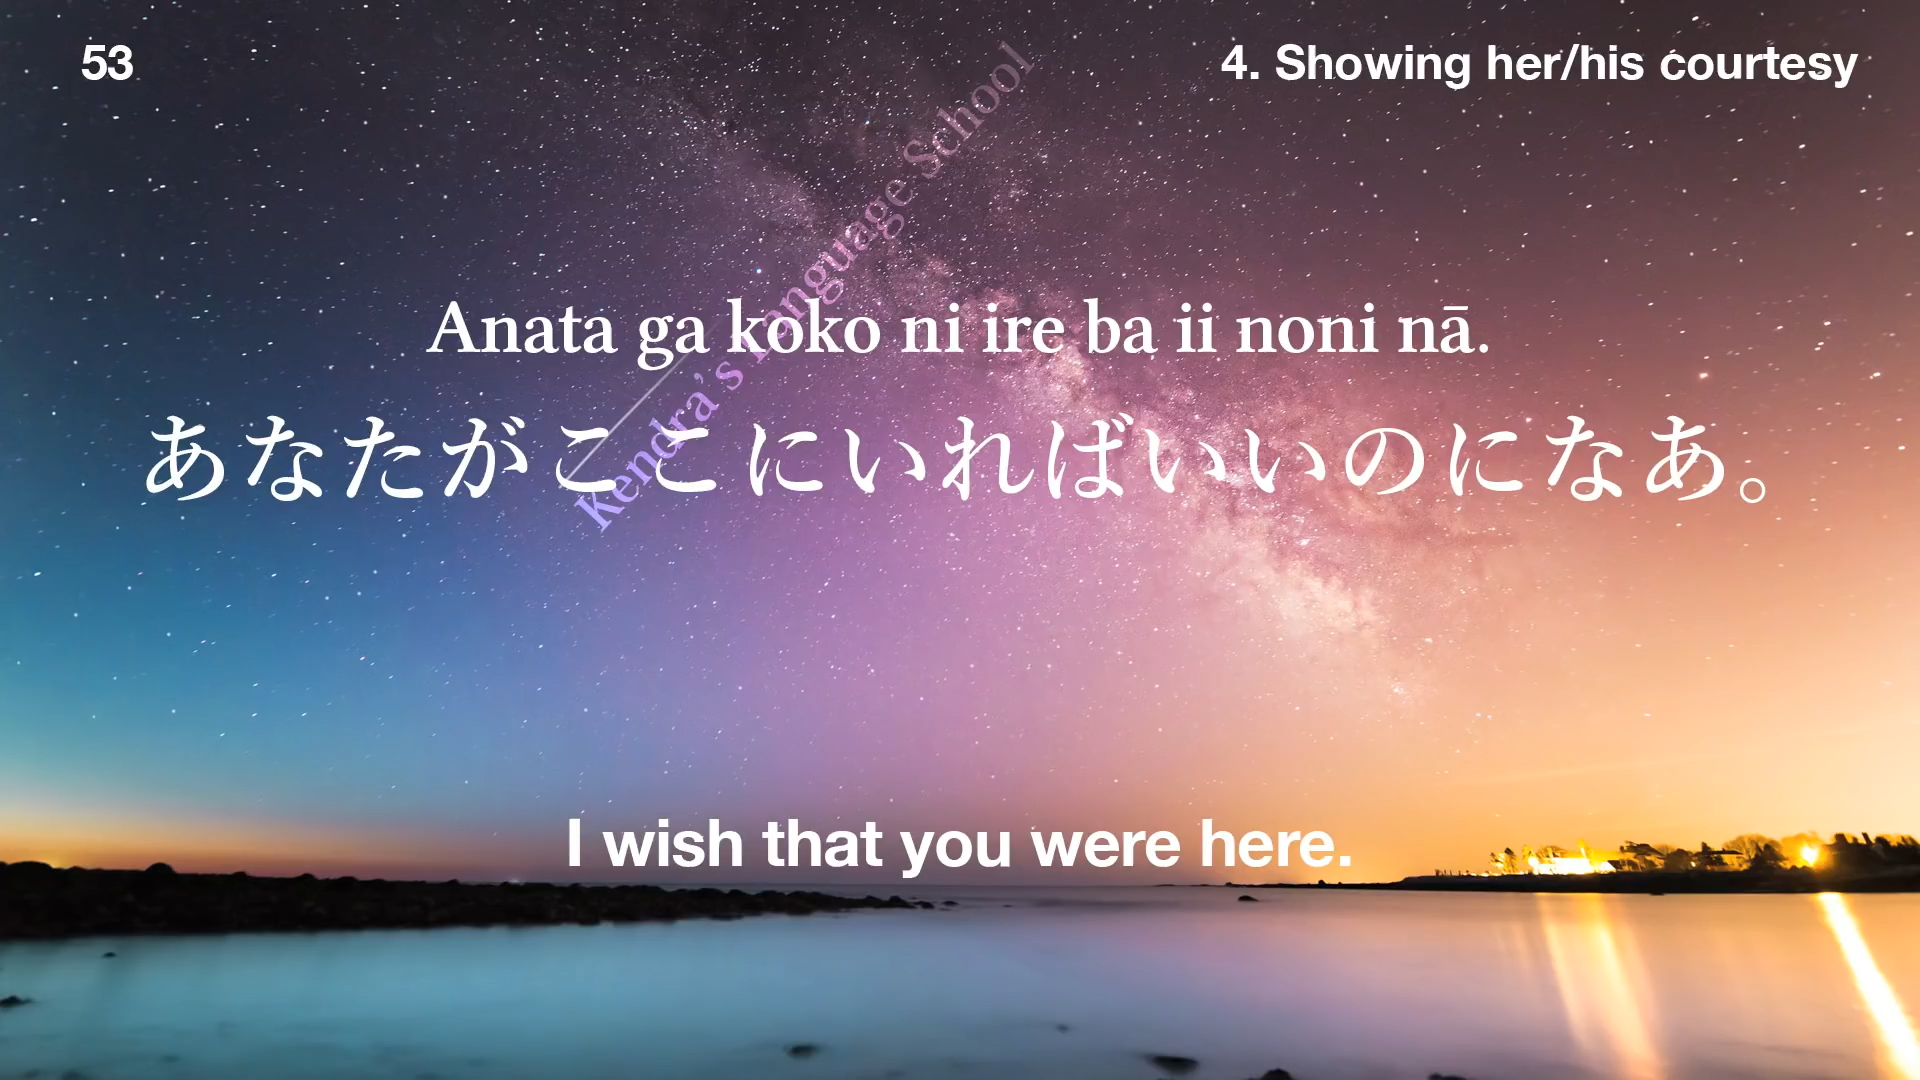 53
4. Showing her/his courtesy
Kendra's Language School
Anata ga koko ni ire ba ii noni nā.
あなたがここにいればいいのになあ。
I wish that you were here.